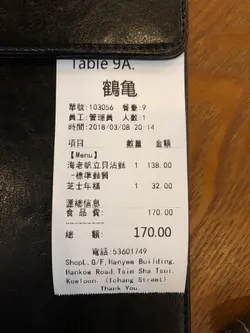 Table 9A.
鶴亀
單號:103056 餐臺:9
員工:管理員 人數:1
時間:2018/03/08 20:14
項目 數量 金額
【Menu】
海老帆立貝沾麵 1 138.00
-標準麵質
芝士年糕 1 32.00
匯總信息
食品費: 170.00
總額: 170.00
電話:53601749
ShopL,G/F,Hanyee Building,
Hankow Road,Tsim Sha Tsui,
Kowloon (Ichang Street)
Thank You